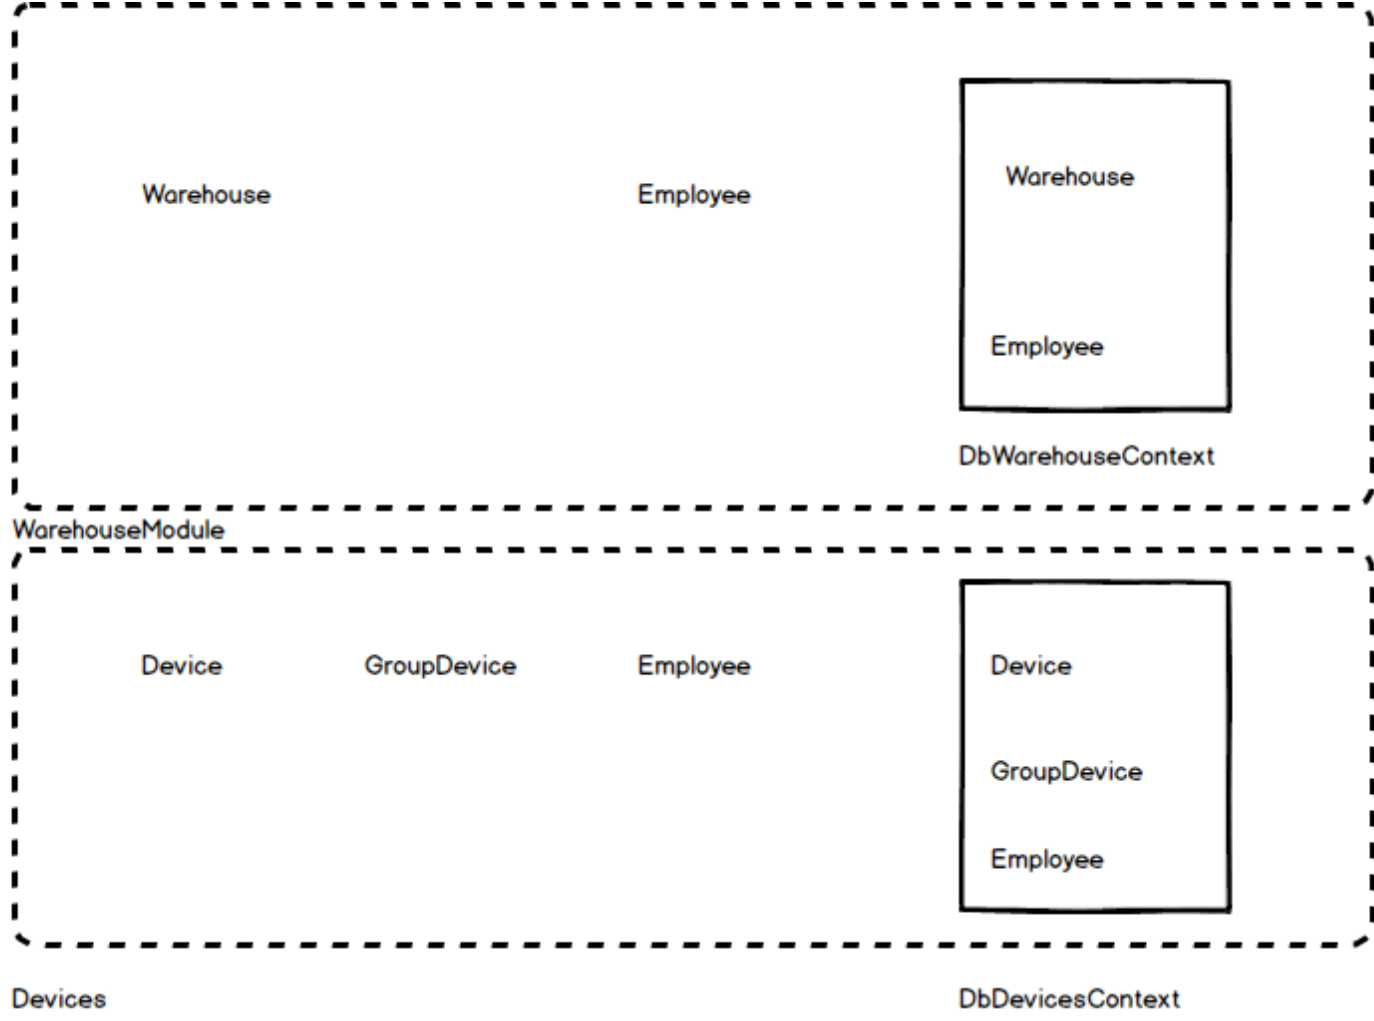 Warehouse
Employee
Warehouse
Employee
DbWarehouseContext
WarehouseModule
Device
GroupDevice
Employee
Device
GroupDevice
Employee
Devices
DbDevicesContext